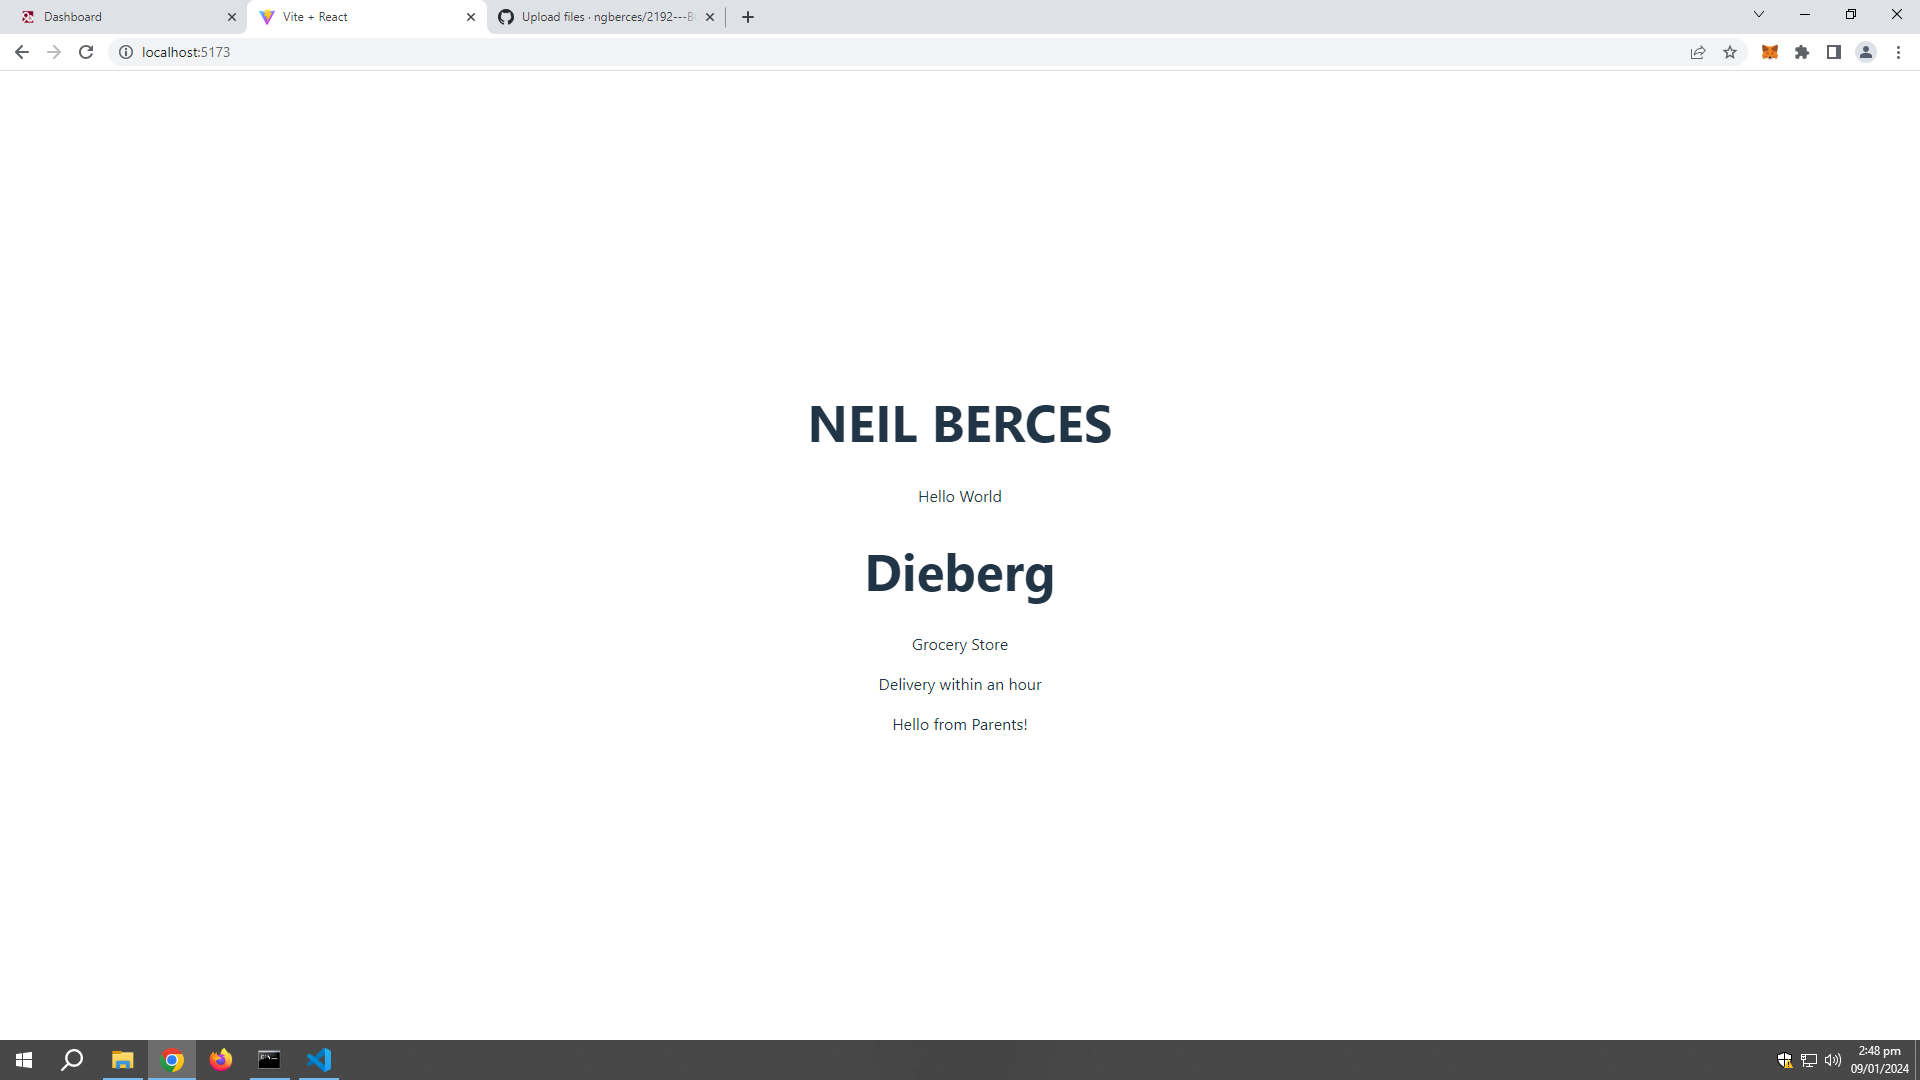 Dashboard
Vite + React
Upload files · ngberces/2192---B
localhost:5173
NEIL BERCES
Hello World
Dieberg
Grocery Store
Delivery within an hour
Hello from Parents!
2:48 pm
09/01/2024